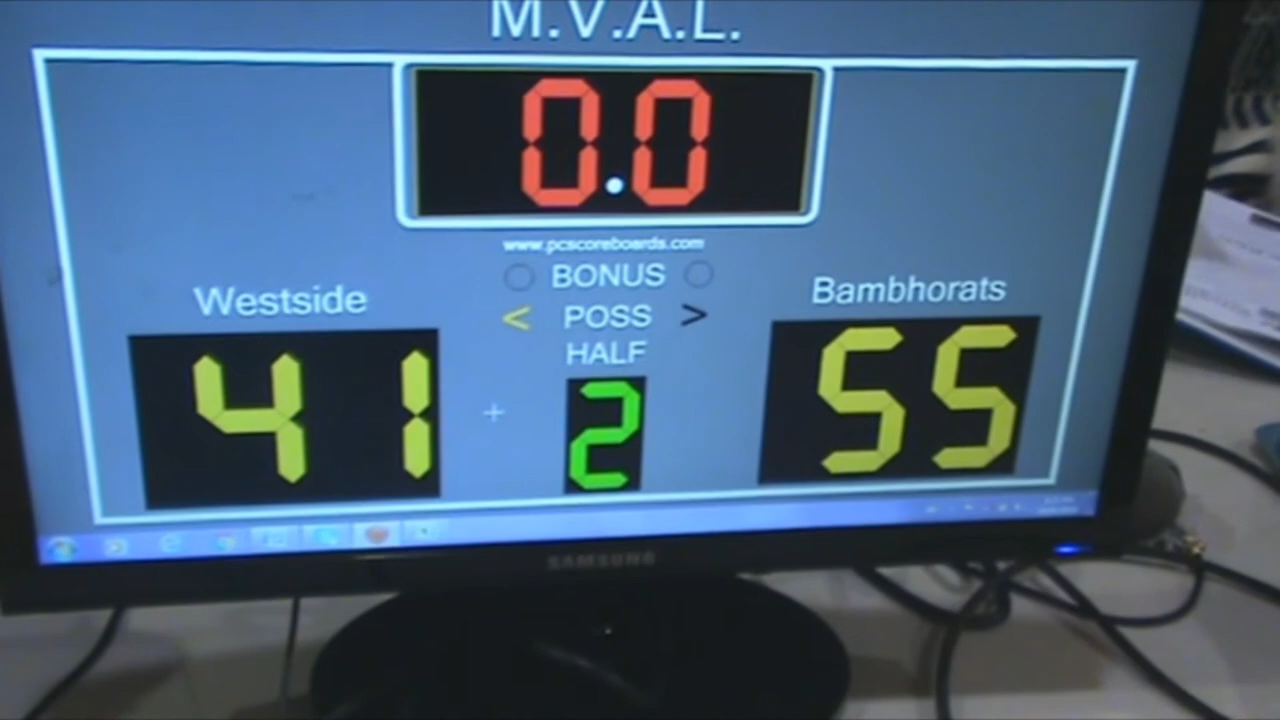 M.V.A.L.
0.0
www.pcscoreboards.com
BONUS
Westside
Bambhorats
< POSS >
HALF
41
2
55
SAMSUNG